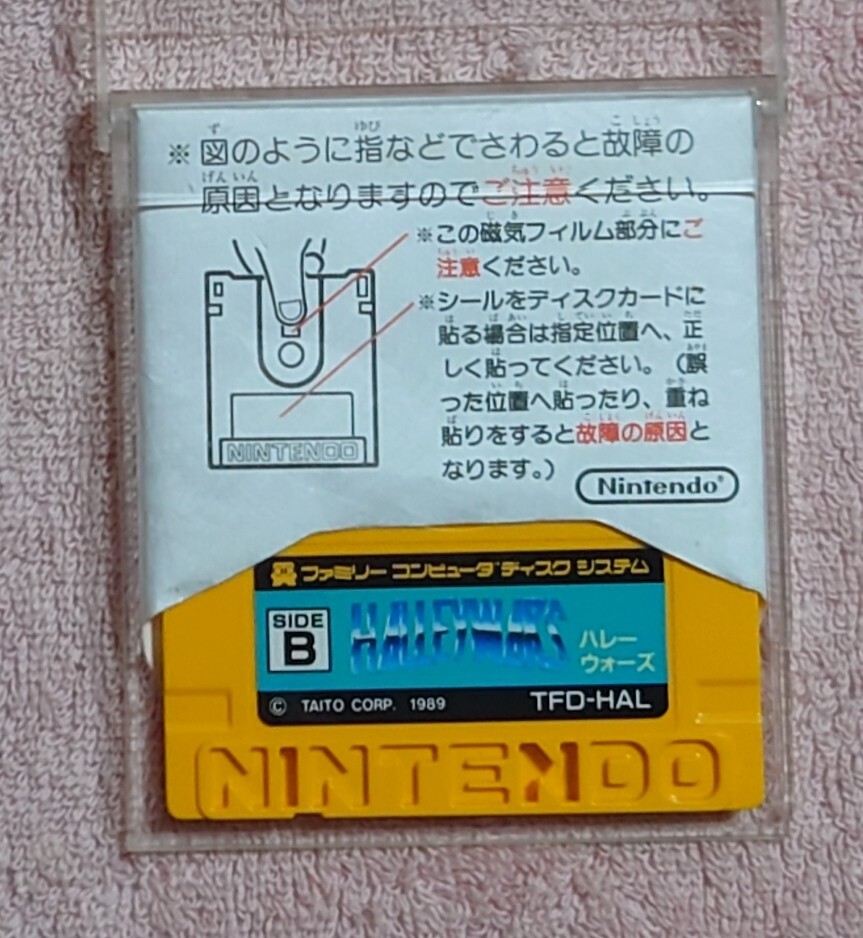 ※図のように指などでさわると故障の
原因となりますのでご注意ください。
※この磁気フィルム部分にご
注意ください。
※シールをディスクカードに
貼る場合は指定位置へ、正
しく貼ってください。(誤
った位置へ貼ったり、重ね
貼りをすると故障の原因と
なります。)
NINTENDO
Nintendo®
ファミリー コンピュータ ディスク システム
SIDE
B
HALLEY WARS
ハレー
ウォーズ
© TAITO CORP. 1989
TFD-HAL
NINTENDO